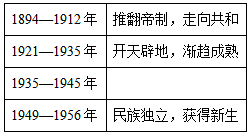 1894—1912年 推翻帝制，走向共和
1921—1935年 开天辟地，渐趋成熟
1935—1945年
1949—1956年 民族独立，获得新生